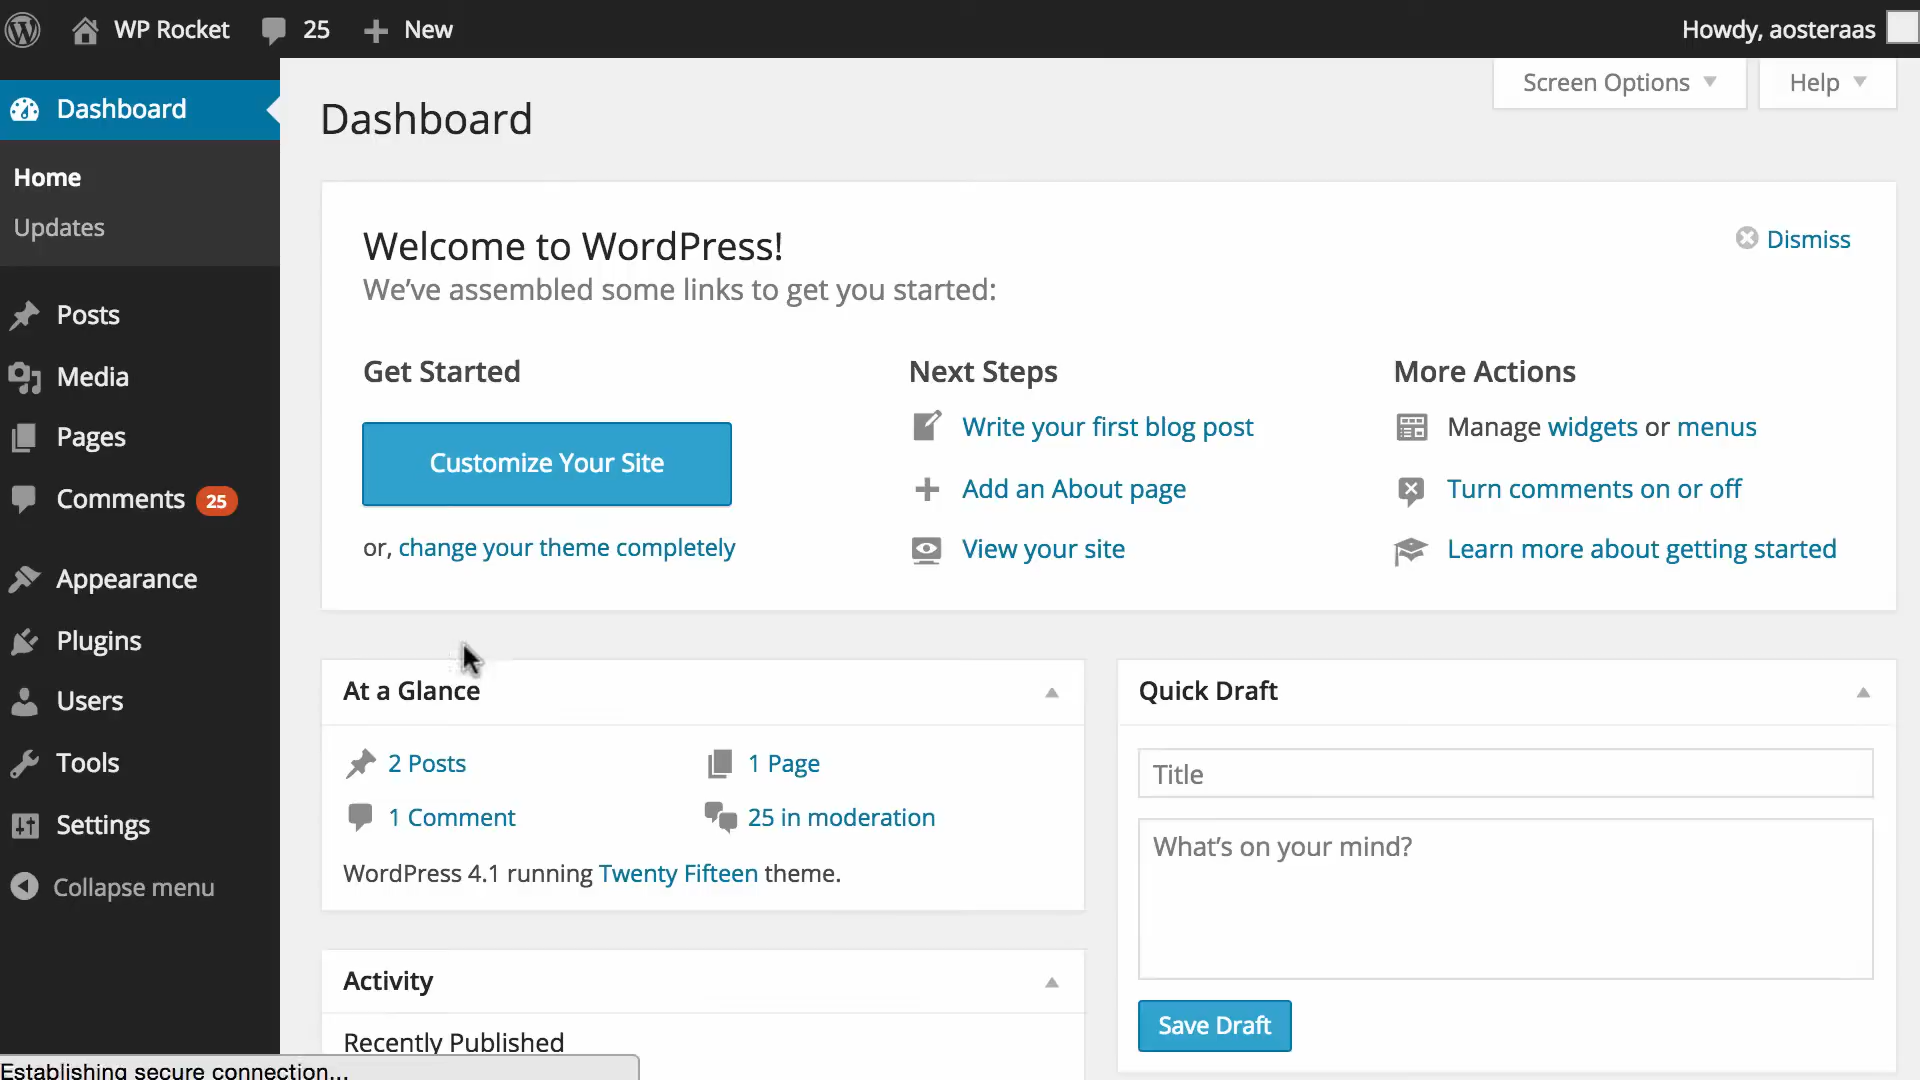 WP Rocket 25 New Howdy, aosteraas
Screen Options Help
Dashboard
Home
Updates
Posts
Media
Pages
Comments 25
Appearance
Plugins
Users
Tools
Settings
Collapse menu
Dashboard
Welcome to WordPress!
We've assembled some links to get you started:
Dismiss
Get Started
Customize Your Site
or, change your theme completely
Next Steps
Write your first blog post
Add an About page
View your site
More Actions
Manage widgets or menus
Turn comments on or off
Learn more about getting started
At a Glance
2 Posts 1 Page
1 Comment 25 in moderation
WordPress 4.1 running Twenty Fifteen theme.
Activity
Recently Published
Quick Draft
Title
What's on your mind?
Save Draft
Establishing secure connection...